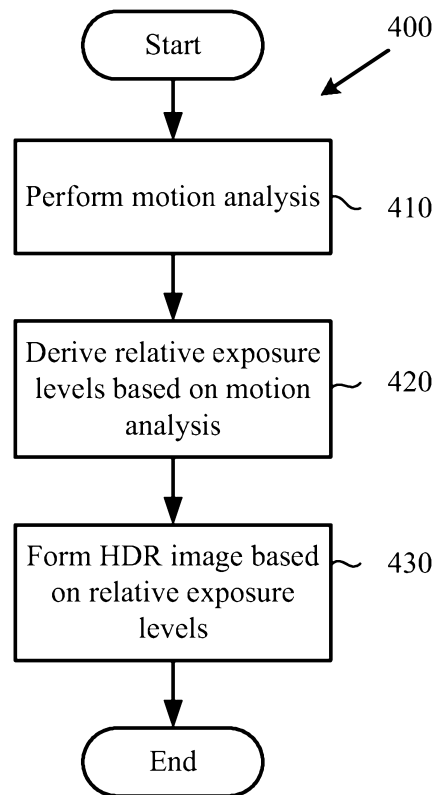 Start
400
Perform motion analysis
410
Derive relative exposure
levels based on motion
analysis
420
Form HDR image based
on relative exposure
levels
430
End